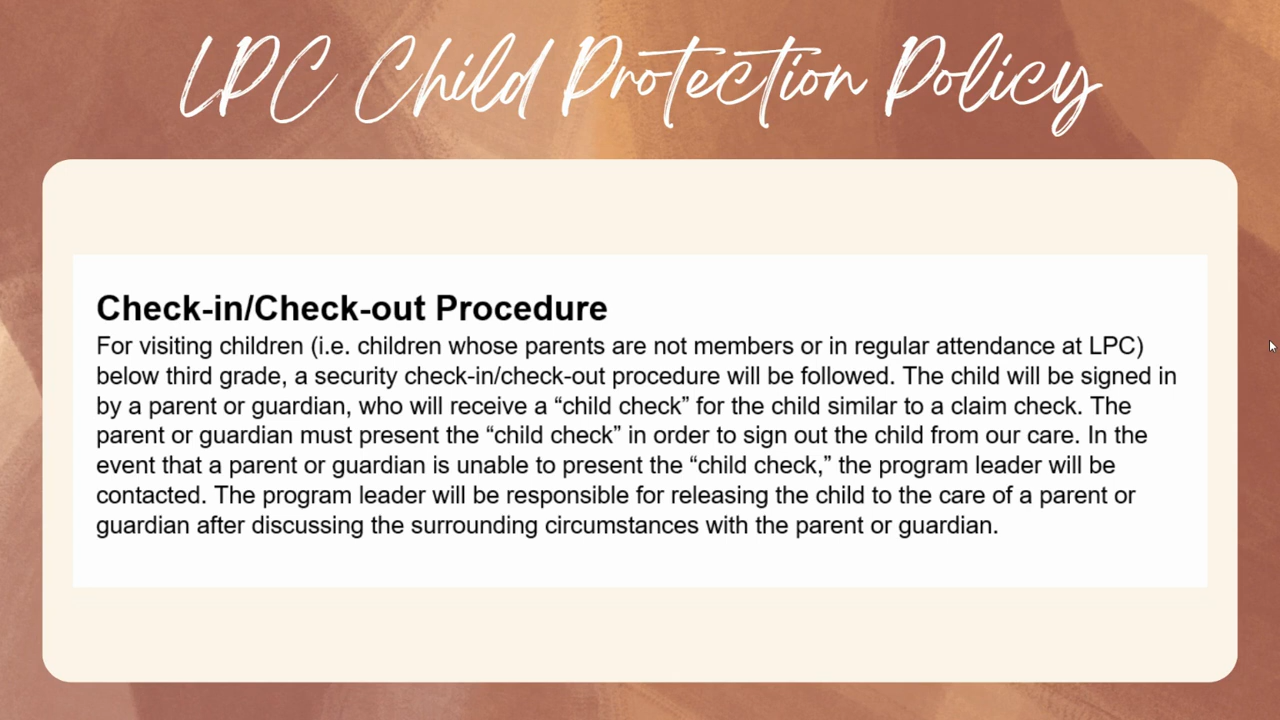 LPC Child Protection Policy
Check-in/Check-out Procedure
For visiting children (i.e. children whose parents are not members or in regular attendance at LPC)
below third grade, a security check-in/check-out procedure will be followed. The child will be signed in
by a parent or guardian, who will receive a “child check” for the child similar to a claim check. The
parent or guardian must present the “child check” in order to sign out the child from our care. In the
event that a parent or guardian is unable to present the “child check,” the program leader will be
contacted. The program leader will be responsible for releasing the child to the care of a parent or
guardian after discussing the surrounding circumstances with the parent or guardian.